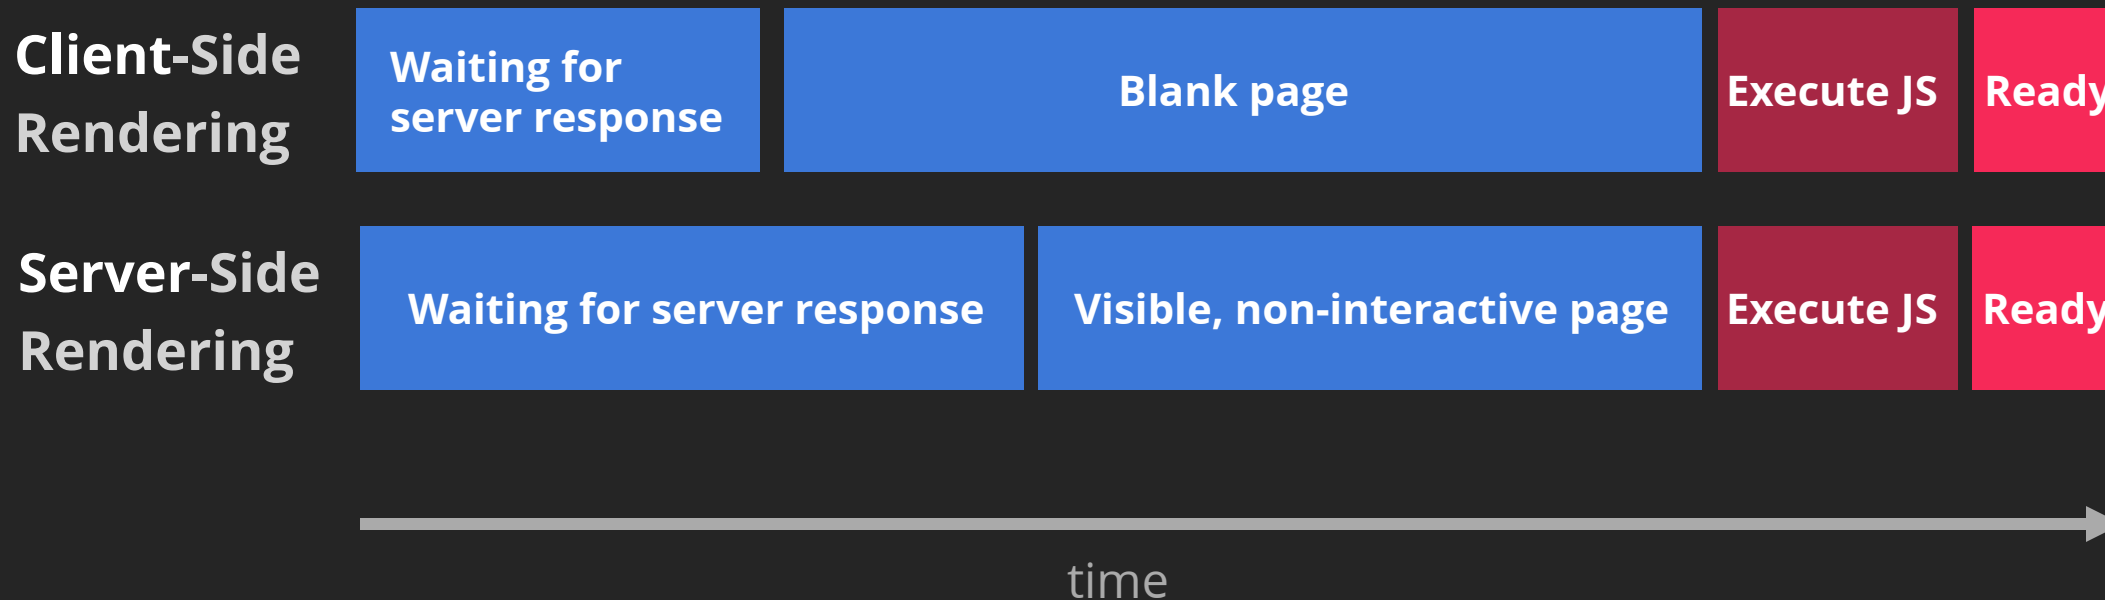 Client-Side
Rendering
Waiting for
server response
Blank page
Execute JS
Ready
Server-Side
Rendering
Waiting for server response
Visible, non-interactive page
Execute JS
Ready
time